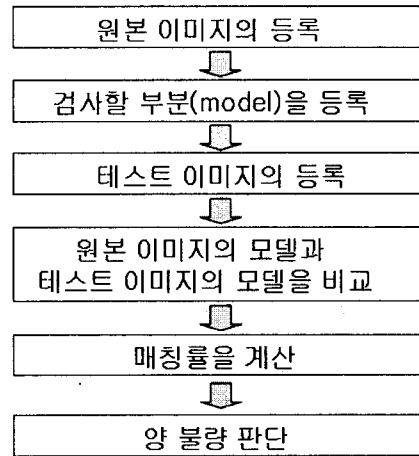 원본 이미지의 등록
검사할 부분(model)을 등록
테스트 이미지의 등록
원본 이미지의 모델과
테스트 이미지의 모델을 비교
매칭률을 계산
양 불량 판단